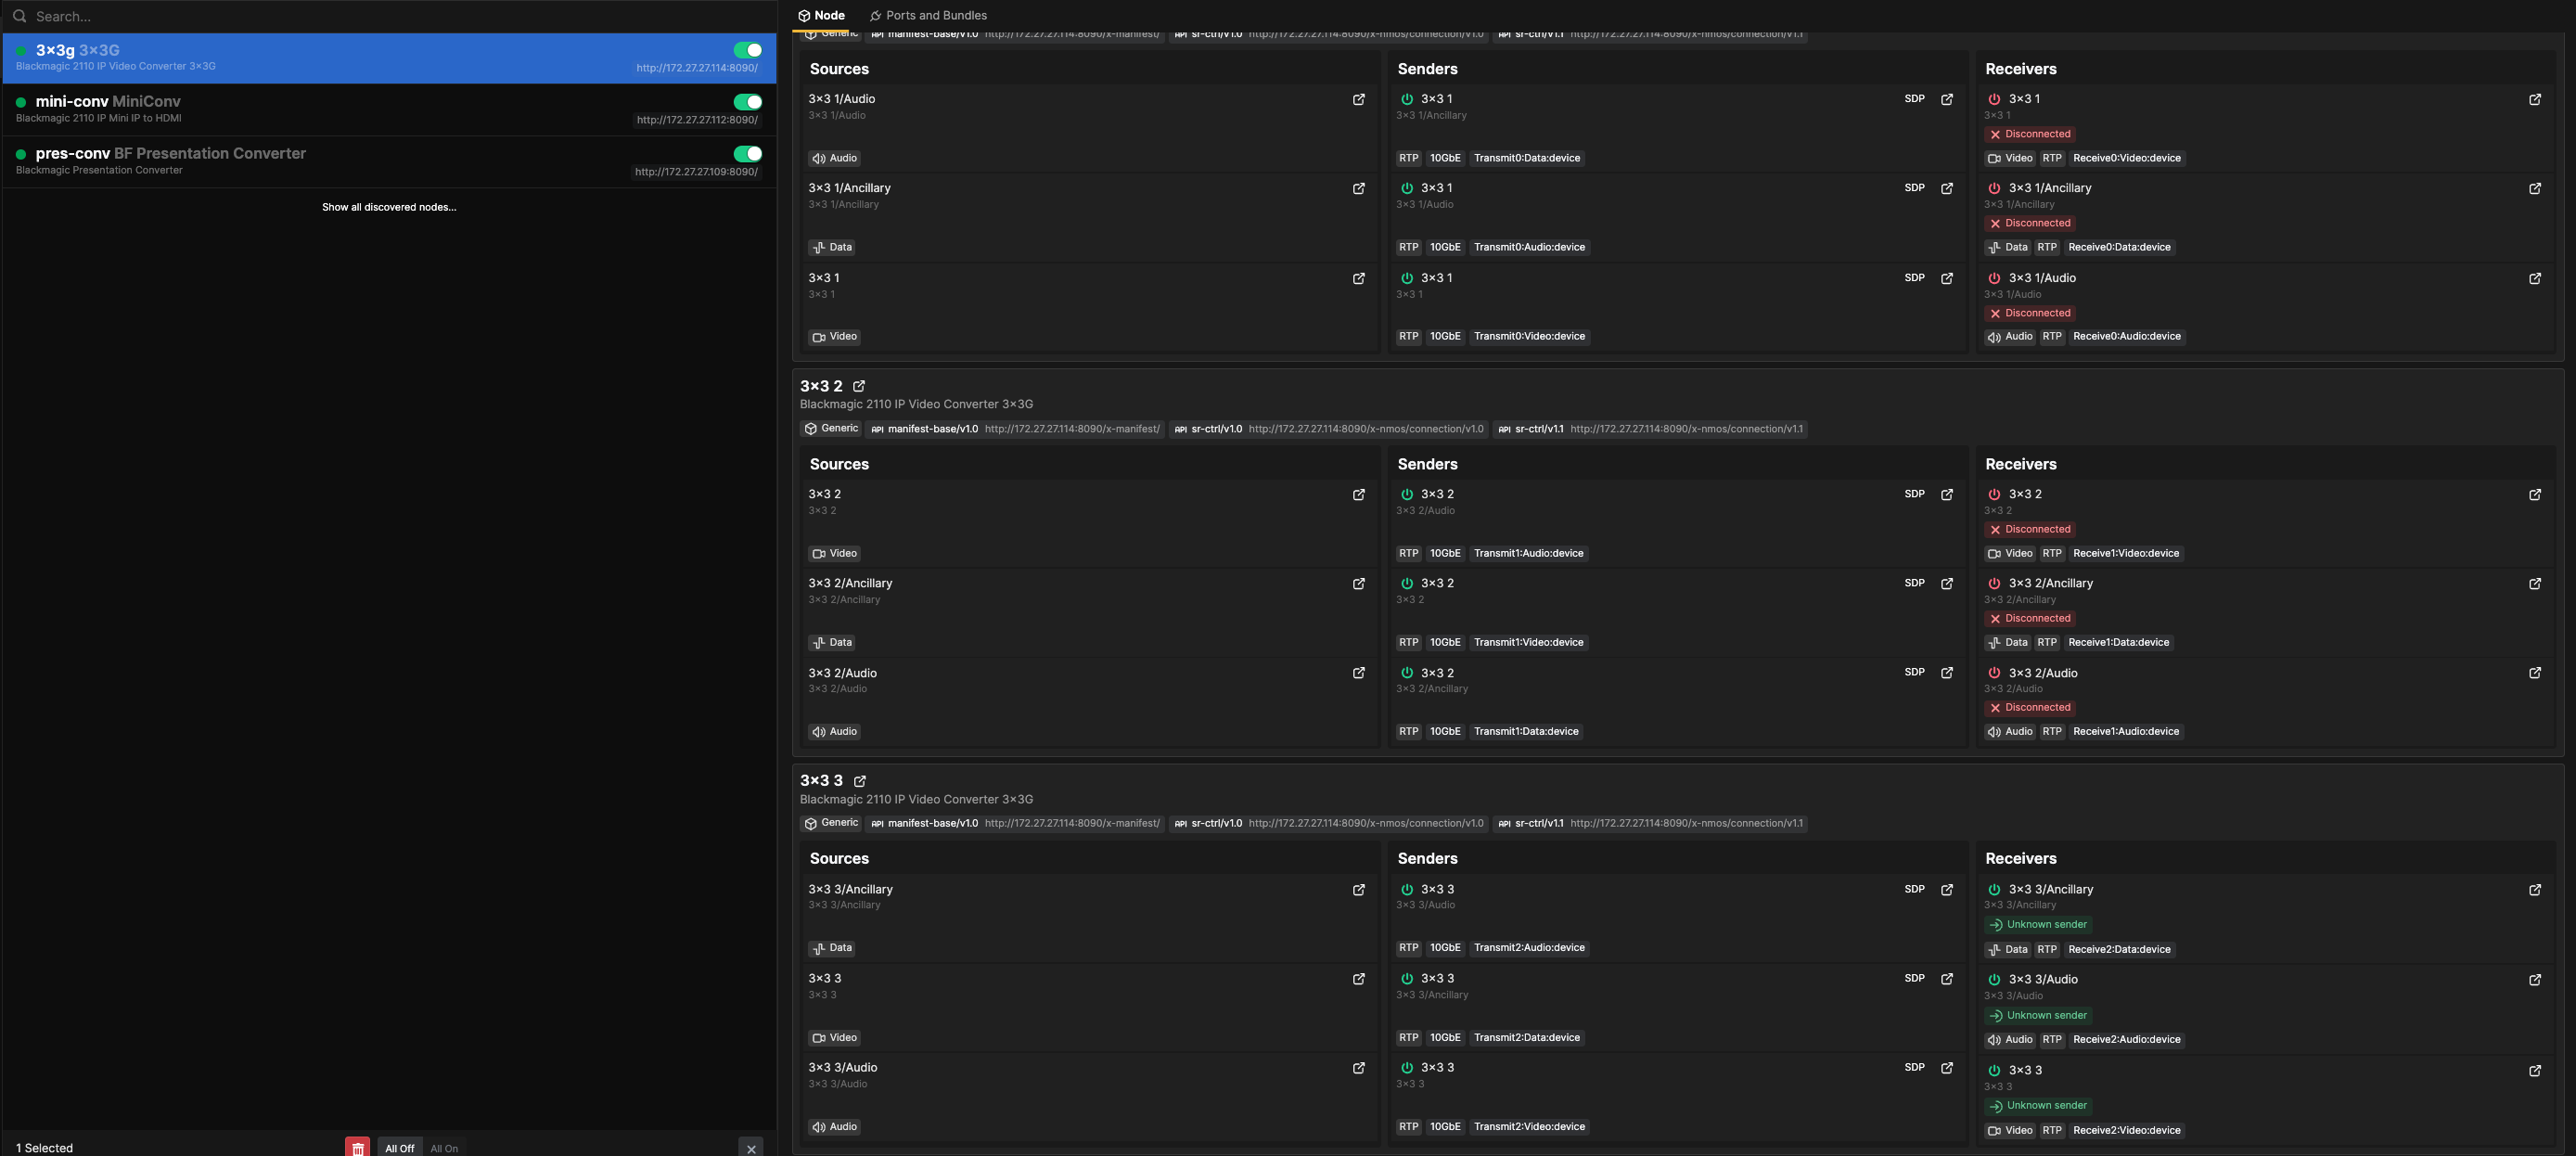 Search...
3×3g 3×3G
Blackmagic 2110 IP Video Converter 3×3G
http://172.27.27.114:8090/
mini-conv MiniConv
Blackmagic 2110 IP Mini IP to HDMI
http://172.27.27.112:8090/
pres-conv BF Presentation Converter
Blackmagic Presentation Converter
http://172.27.27.109:8090/
Show all discovered nodes...
1 Selected
All Off All On
Node Ports and Bundles
Generic API manifest-base/v1.0 http://172.27.27.114:8090/x-manifest/ API sr-ctrl/v1.0 http://172.27.27.114:8090/x-nmos/connection/v1.0 API sr-ctrl/v1.1 http://172.27.27.114:8090/x-nmos/connection/v1.1
Sources
3×3 1/Audio
3×3 1/Audio
Audio
3×3 1/Ancillary
3×3 1/Ancillary
Data
3×3 1
3×3 1
Video
Senders
3×3 1 SDP
3×3 1/Ancillary
RTP 10GbE Transmit0:Data:device
3×3 1 SDP
3×3 1/Audio
RTP 10GbE Transmit0:Audio:device
3×3 1 SDP
3×3 1
RTP 10GbE Transmit0:Video:device
Receivers
3×3 1
3×3 1
Disconnected
Video RTP Receive0:Video:device
3×3 1/Ancillary
3×3 1/Ancillary
Disconnected
Data RTP Receive0:Data:device
3×3 1/Audio
3×3 1/Audio
Disconnected
Audio RTP Receive0:Audio:device
3×3 2
Blackmagic 2110 IP Video Converter 3×3G
Generic API manifest-base/v1.0 http://172.27.27.114:8090/x-manifest/ API sr-ctrl/v1.0 http://172.27.27.114:8090/x-nmos/connection/v1.0 API sr-ctrl/v1.1 http://172.27.27.114:8090/x-nmos/connection/v1.1
Sources
3×3 2
3×3 2
Video
3×3 2/Ancillary
3×3 2/Ancillary
Data
3×3 2/Audio
3×3 2/Audio
Audio
Senders
3×3 2 SDP
3×3 2/Audio
RTP 10GbE Transmit1:Audio:device
3×3 2 SDP
3×3 2
RTP 10GbE Transmit1:Video:device
3×3 2 SDP
3×3 2/Ancillary
RTP 10GbE Transmit1:Data:device
Receivers
3×3 2
3×3 2
Disconnected
Video RTP Receive1:Video:device
3×3 2/Ancillary
3×3 2/Ancillary
Disconnected
Data RTP Receive1:Data:device
3×3 2/Audio
3×3 2/Audio
Disconnected
Audio RTP Receive1:Audio:device
3×3 3
Blackmagic 2110 IP Video Converter 3×3G
Generic API manifest-base/v1.0 http://172.27.27.114:8090/x-manifest/ API sr-ctrl/v1.0 http://172.27.27.114:8090/x-nmos/connection/v1.0 API sr-ctrl/v1.1 http://172.27.27.114:8090/x-nmos/connection/v1.1
Sources
3×3 3/Ancillary
3×3 3/Ancillary
Data
3×3 3
3×3 3
Video
3×3 3/Audio
3×3 3/Audio
Audio
Senders
3×3 3 SDP
3×3 3/Audio
RTP 10GbE Transmit2:Audio:device
3×3 3 SDP
3×3 3/Ancillary
RTP 10GbE Transmit2:Data:device
3×3 3 SDP
3×3 3
RTP 10GbE Transmit2:Video:device
Receivers
3×3 3/Ancillary
3×3 3/Ancillary
Unknown sender
Data RTP Receive2:Data:device
3×3 3/Audio
3×3 3/Audio
Unknown sender
Audio RTP Receive2:Audio:device
3×3 3
3×3 3
Unknown sender
Video RTP Receive2:Video:device